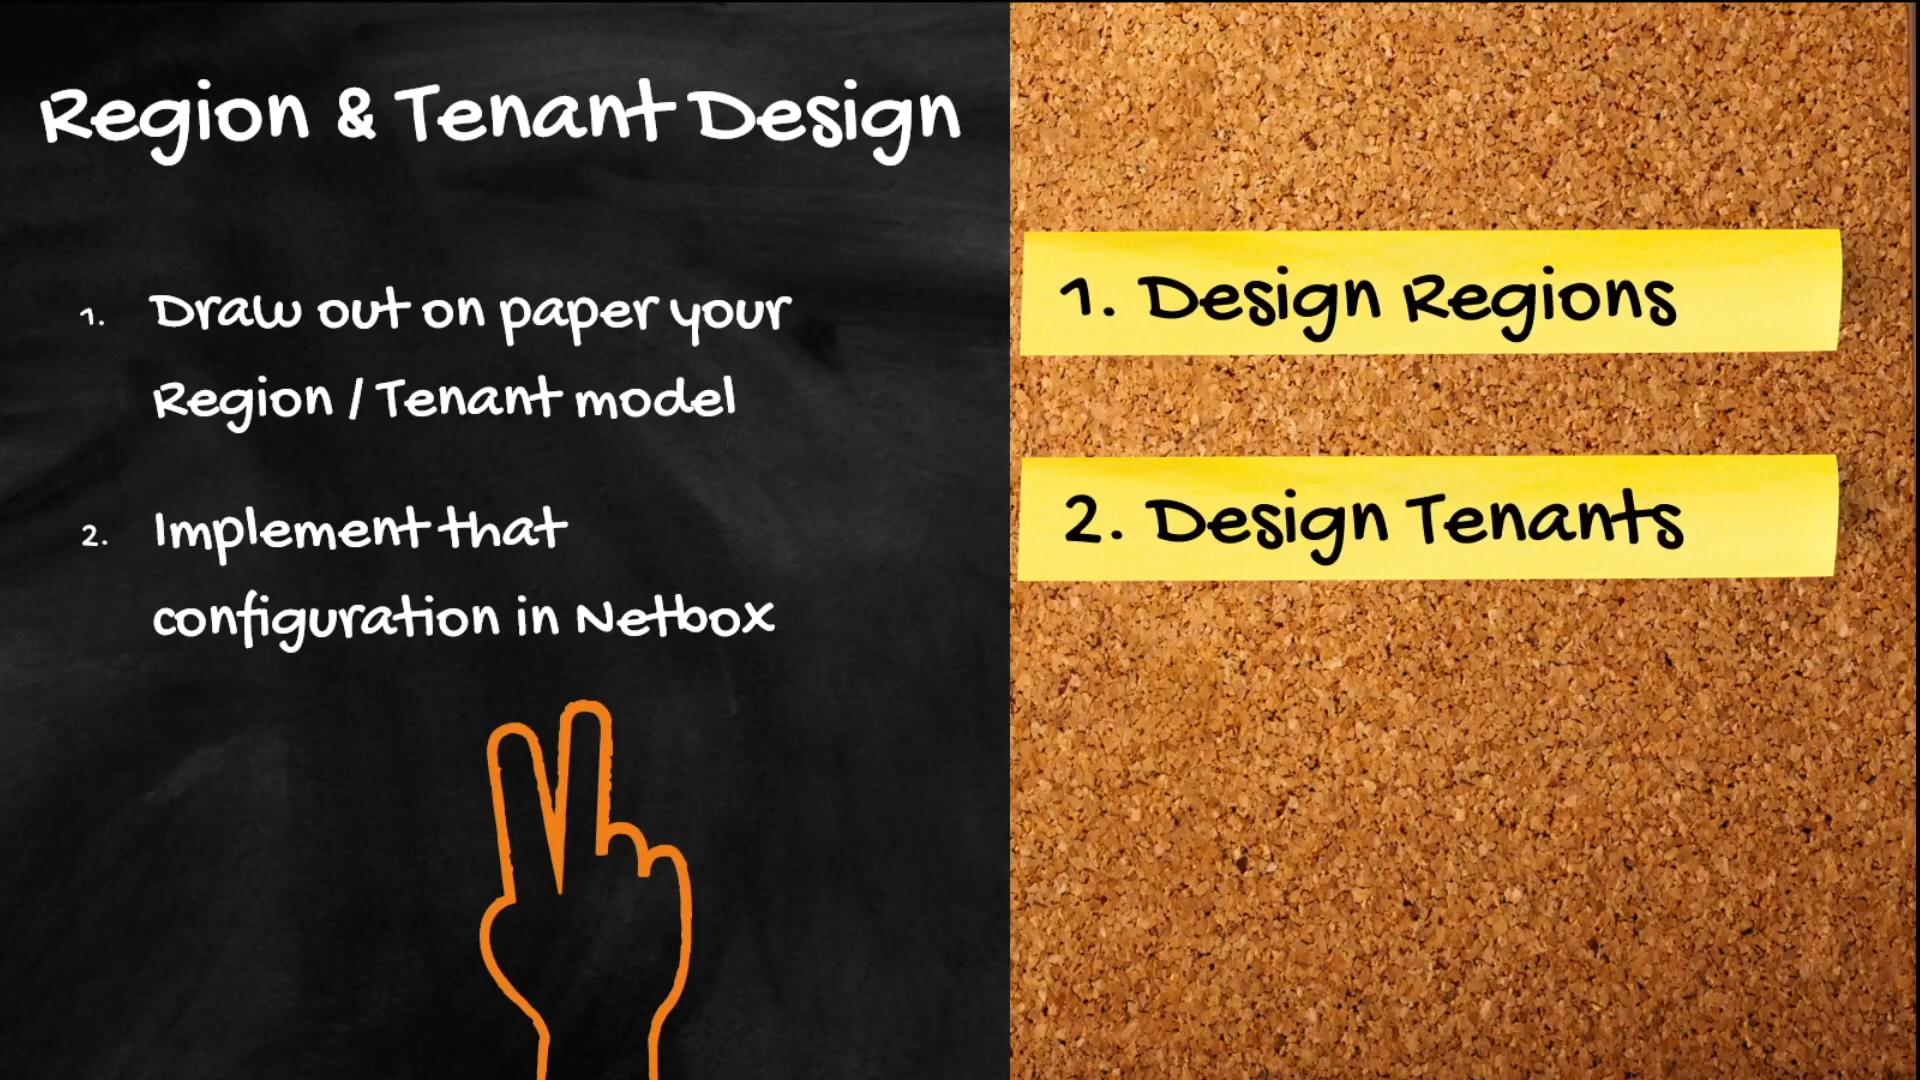 Region & Tenant Design
1. Draw out on paper your
Region / Tenant model
2. Implement that
configuration in Netbox
1. Design Regions
2. Design Tenants